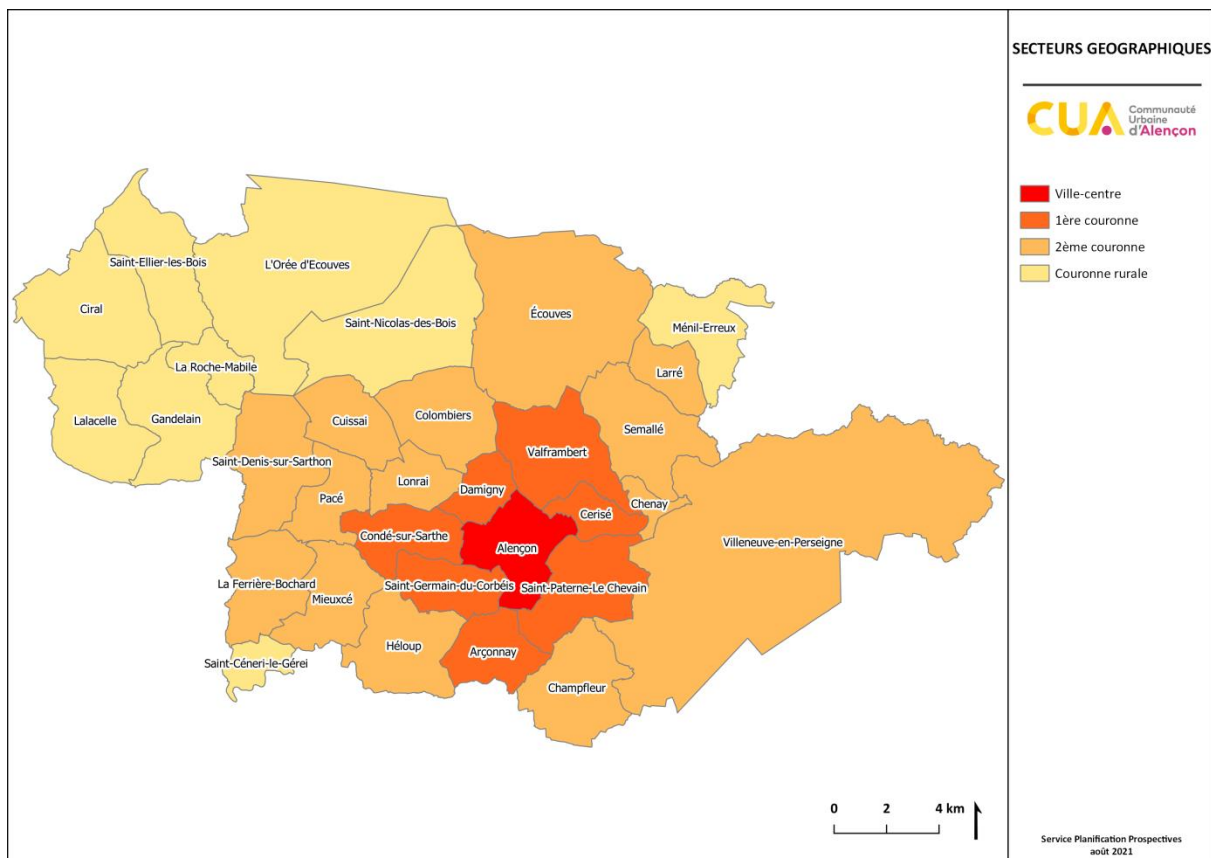 SECTEURS GEOGRAPHIQUES
CUA
Communauté
Urbaine
d'Alençon
Ville-centre
1ère couronne
2ème couronne
Couronne rurale
Saint-Ellier-les-Bois
L'Orée d'Ecouves
Ciral
Écouves
Saint-Nicolas-des-Bois
Ménil-Erreux
La Roche-Mabile
Larré
Lalacelle
Gandelain
Cuissai
Colombiers
Semallé
Valframbert
Saint-Denis-sur-Sarthon
Lonrai
Damigny
Pacé
Chenay
Cerisé
Condé-sur-Sarthe
Villeneuve-en-Perseigne
Alençon
La Ferrière-Bochard
Saint-Germain-du-Corbéis
Saint-Paterne-Le Chevain
Mieuxcé
Héloup
Arçonnay
Saint-Céneri-le-Gérei
Champfleur
0 2 4 km
Service Planification Prospectives
août 2021